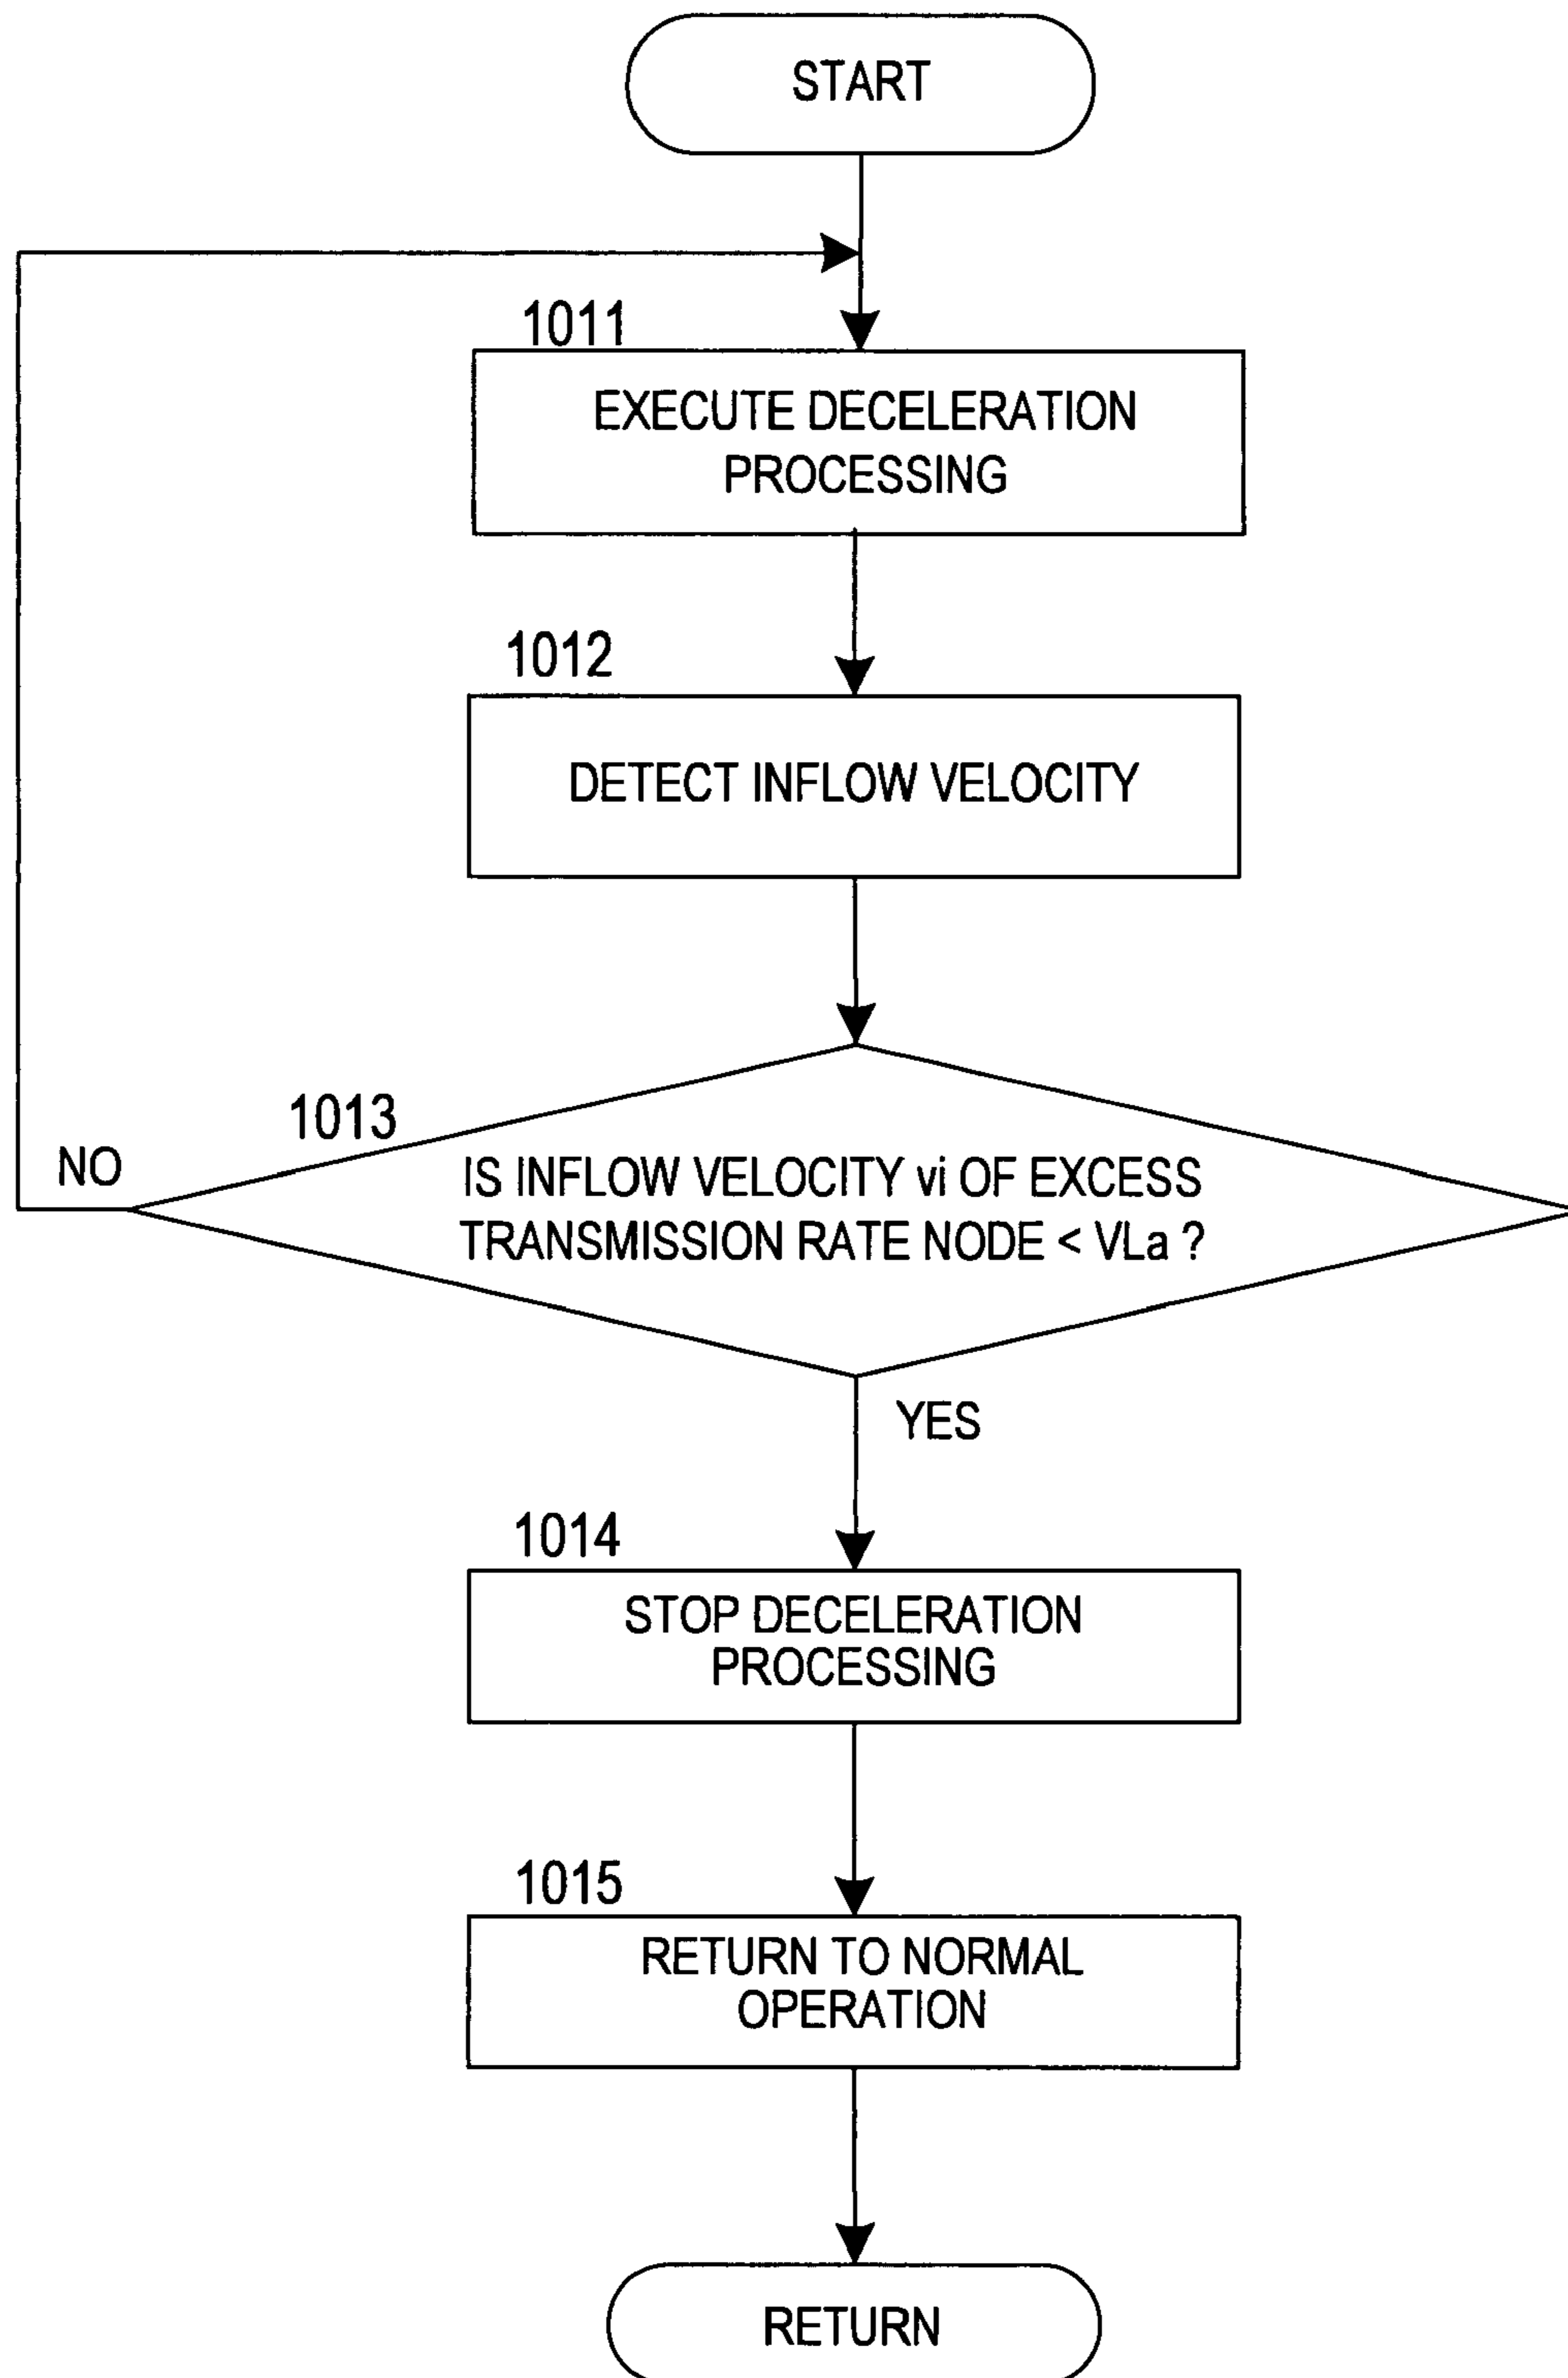 START
1011
EXECUTE DECELERATION
PROCESSING
1012
DETECT INFLOW VELOCITY
1013
NO
IS INFLOW VELOCITY vi OF EXCESS
TRANSMISSION RATE NODE < VLa ?
YES
1014
STOP DECELERATION
PROCESSING
1015
RETURN TO NORMAL
OPERATION
RETURN